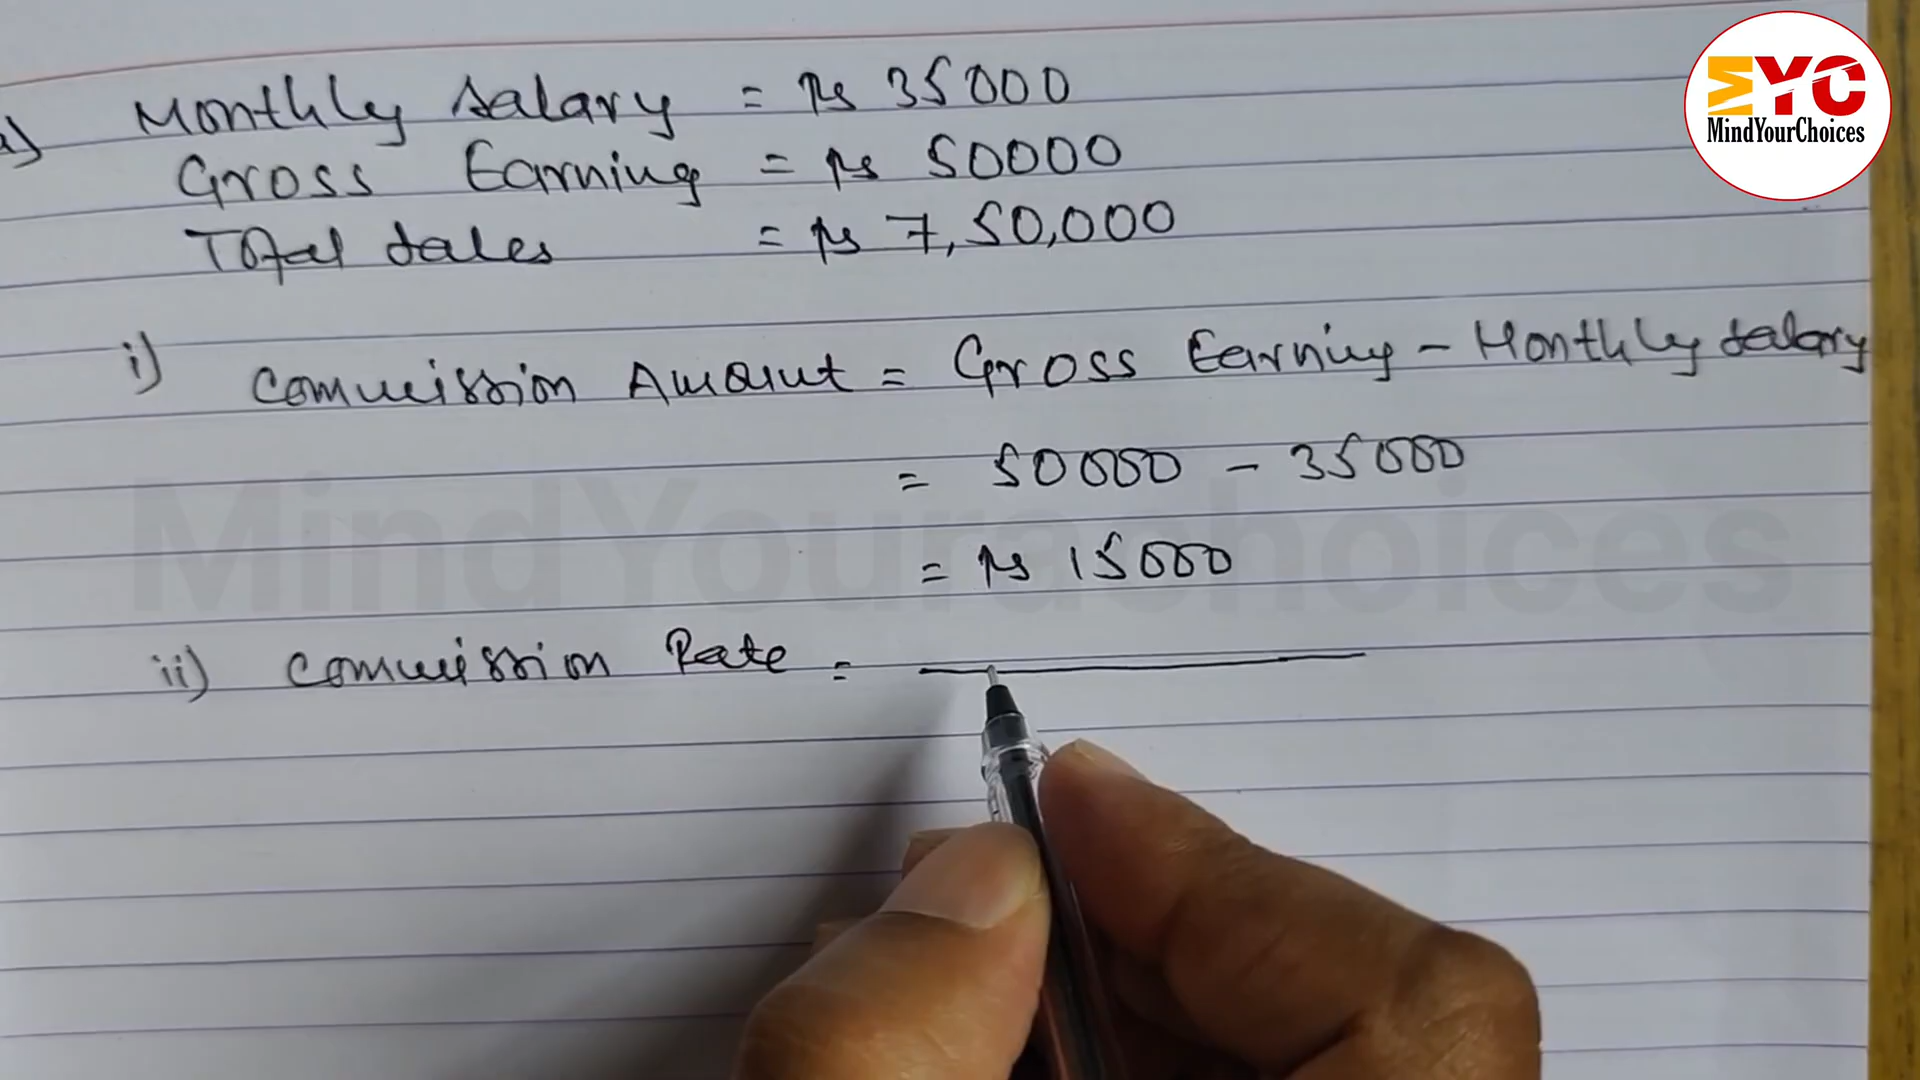 MYC
MindYourChoices
a) Monthly Salary = Rs 35000
Gross Earning = Rs 50000
Total Sales = Rs 7,50,000
i) Commission Amount = Gross Earning - Monthly Salary
= 50000 - 35000
= Rs 15000
MindYourachoices
ii) Commission Rate =